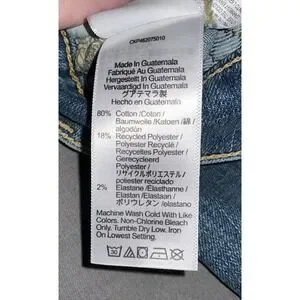 CKP462075010
Made In Guatemala
Fabriqué Au Guatemala
Hergestellt In Guatemala
Vervaardigd In Guatemala
グアテマラ製
Hecho en Guatemala
80% Cotton /Coton /
Baumwolle /Katoen /綿 /
algodón
18% Recycled Polyester /
Polyester Recyclé /
Recyceltes Polyester /
Gerecycleerd
Polyester /
リサイクルポリエステル /
poliester reciclado
2% Elastane /Elasthanne /
Elastan /Elastaan /
ポリウレタン /elastano
Machine Wash Cold With Like
Colors. Non-Chlorine Bleach
Only. Tumble Dry Low. Iron
On Lowest Setting.
30